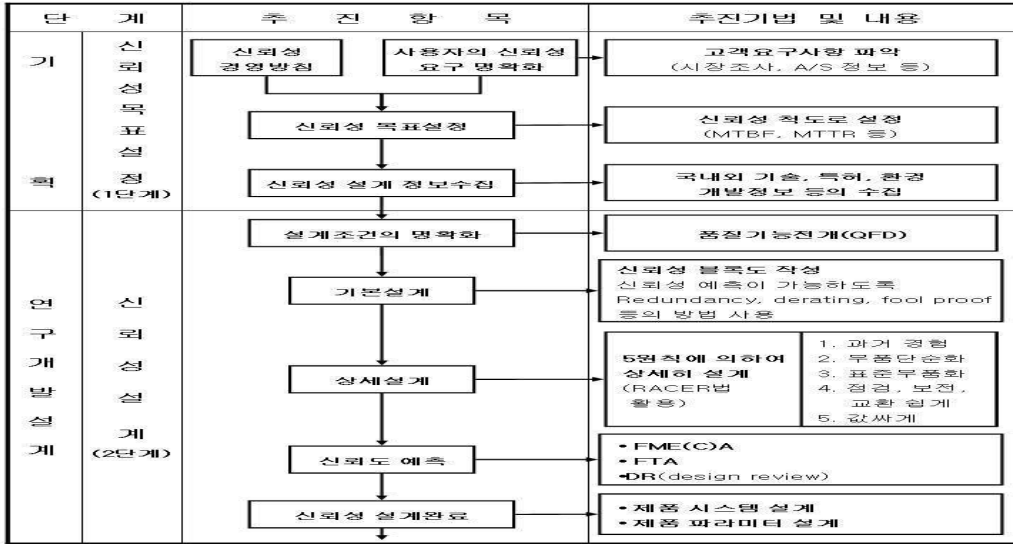 단 계
추 진 항 목
추진기법 및 내용
기 획
신뢰성목표설정
(1단계)
신뢰성
경영방침
사용자의 신뢰성
요구 명확화
고객요구사항 파악
(시장조사, A/S 정보 등)
신뢰성 목표설정
신뢰성 척도로 설정
(MTBF, MTTR 등)
신뢰성 설계 정보수집
국내외 기술, 특허, 환경
개발정보 등의 수집
연구개발설계
신뢰성설계
(2단계)
설계조건의 명확화
품질기능전개(QFD)
기본설계
신뢰성 블록도 작성
신뢰성 예측이 가능하도록
Redundancy, derating, fool proof
등의 방법 사용
상세설계
5원칙에 의하여
상세히 설계
(RACER법
활용)
1. 과거 경험
2. 부품단순화
3. 표준부품화
4. 점검, 보전,
교환 쉽게
5. 값싸게
신뢰도 예측
• FME(C)A
• FTA
•DR(design review)
신뢰성 설계완료
• 제품 시스템 설계
• 제품 파라미터 설계